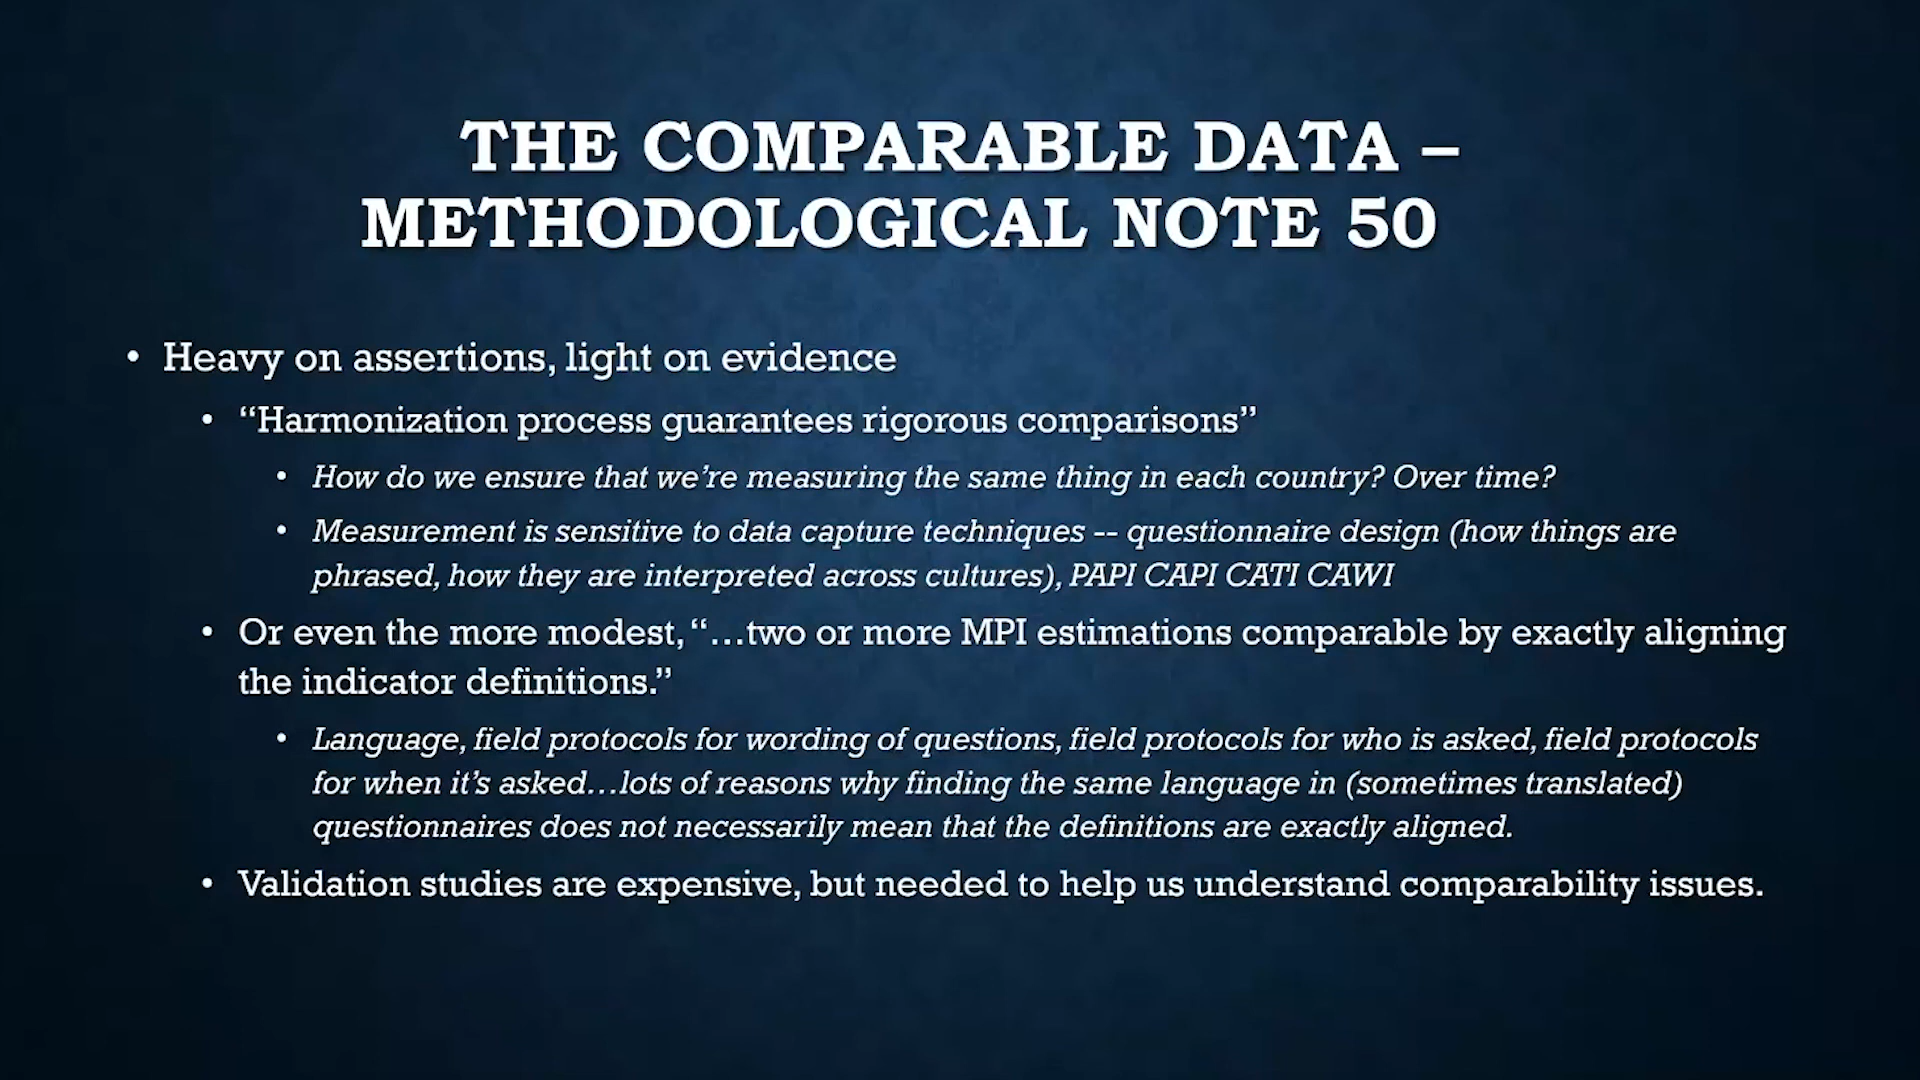 THE COMPARABLE DATA –
METHODOLOGICAL NOTE 50
• Heavy on assertions, light on evidence
• “Harmonization process guarantees rigorous comparisons”
• How do we ensure that we’re measuring the same thing in each country? Over time?
• Measurement is sensitive to data capture techniques -- questionnaire design (how things are
phrased, how they are interpreted across cultures), PAPI CAPI CATI CAWI
• Or even the more modest, “…two or more MPI estimations comparable by exactly aligning
the indicator definitions.”
• Language, field protocols for wording of questions, field protocols for who is asked, field protocols
for when it’s asked…lots of reasons why finding the same language in (sometimes translated)
questionnaires does not necessarily mean that the definitions are exactly aligned.
• Validation studies are expensive, but needed to help us understand comparability issues.